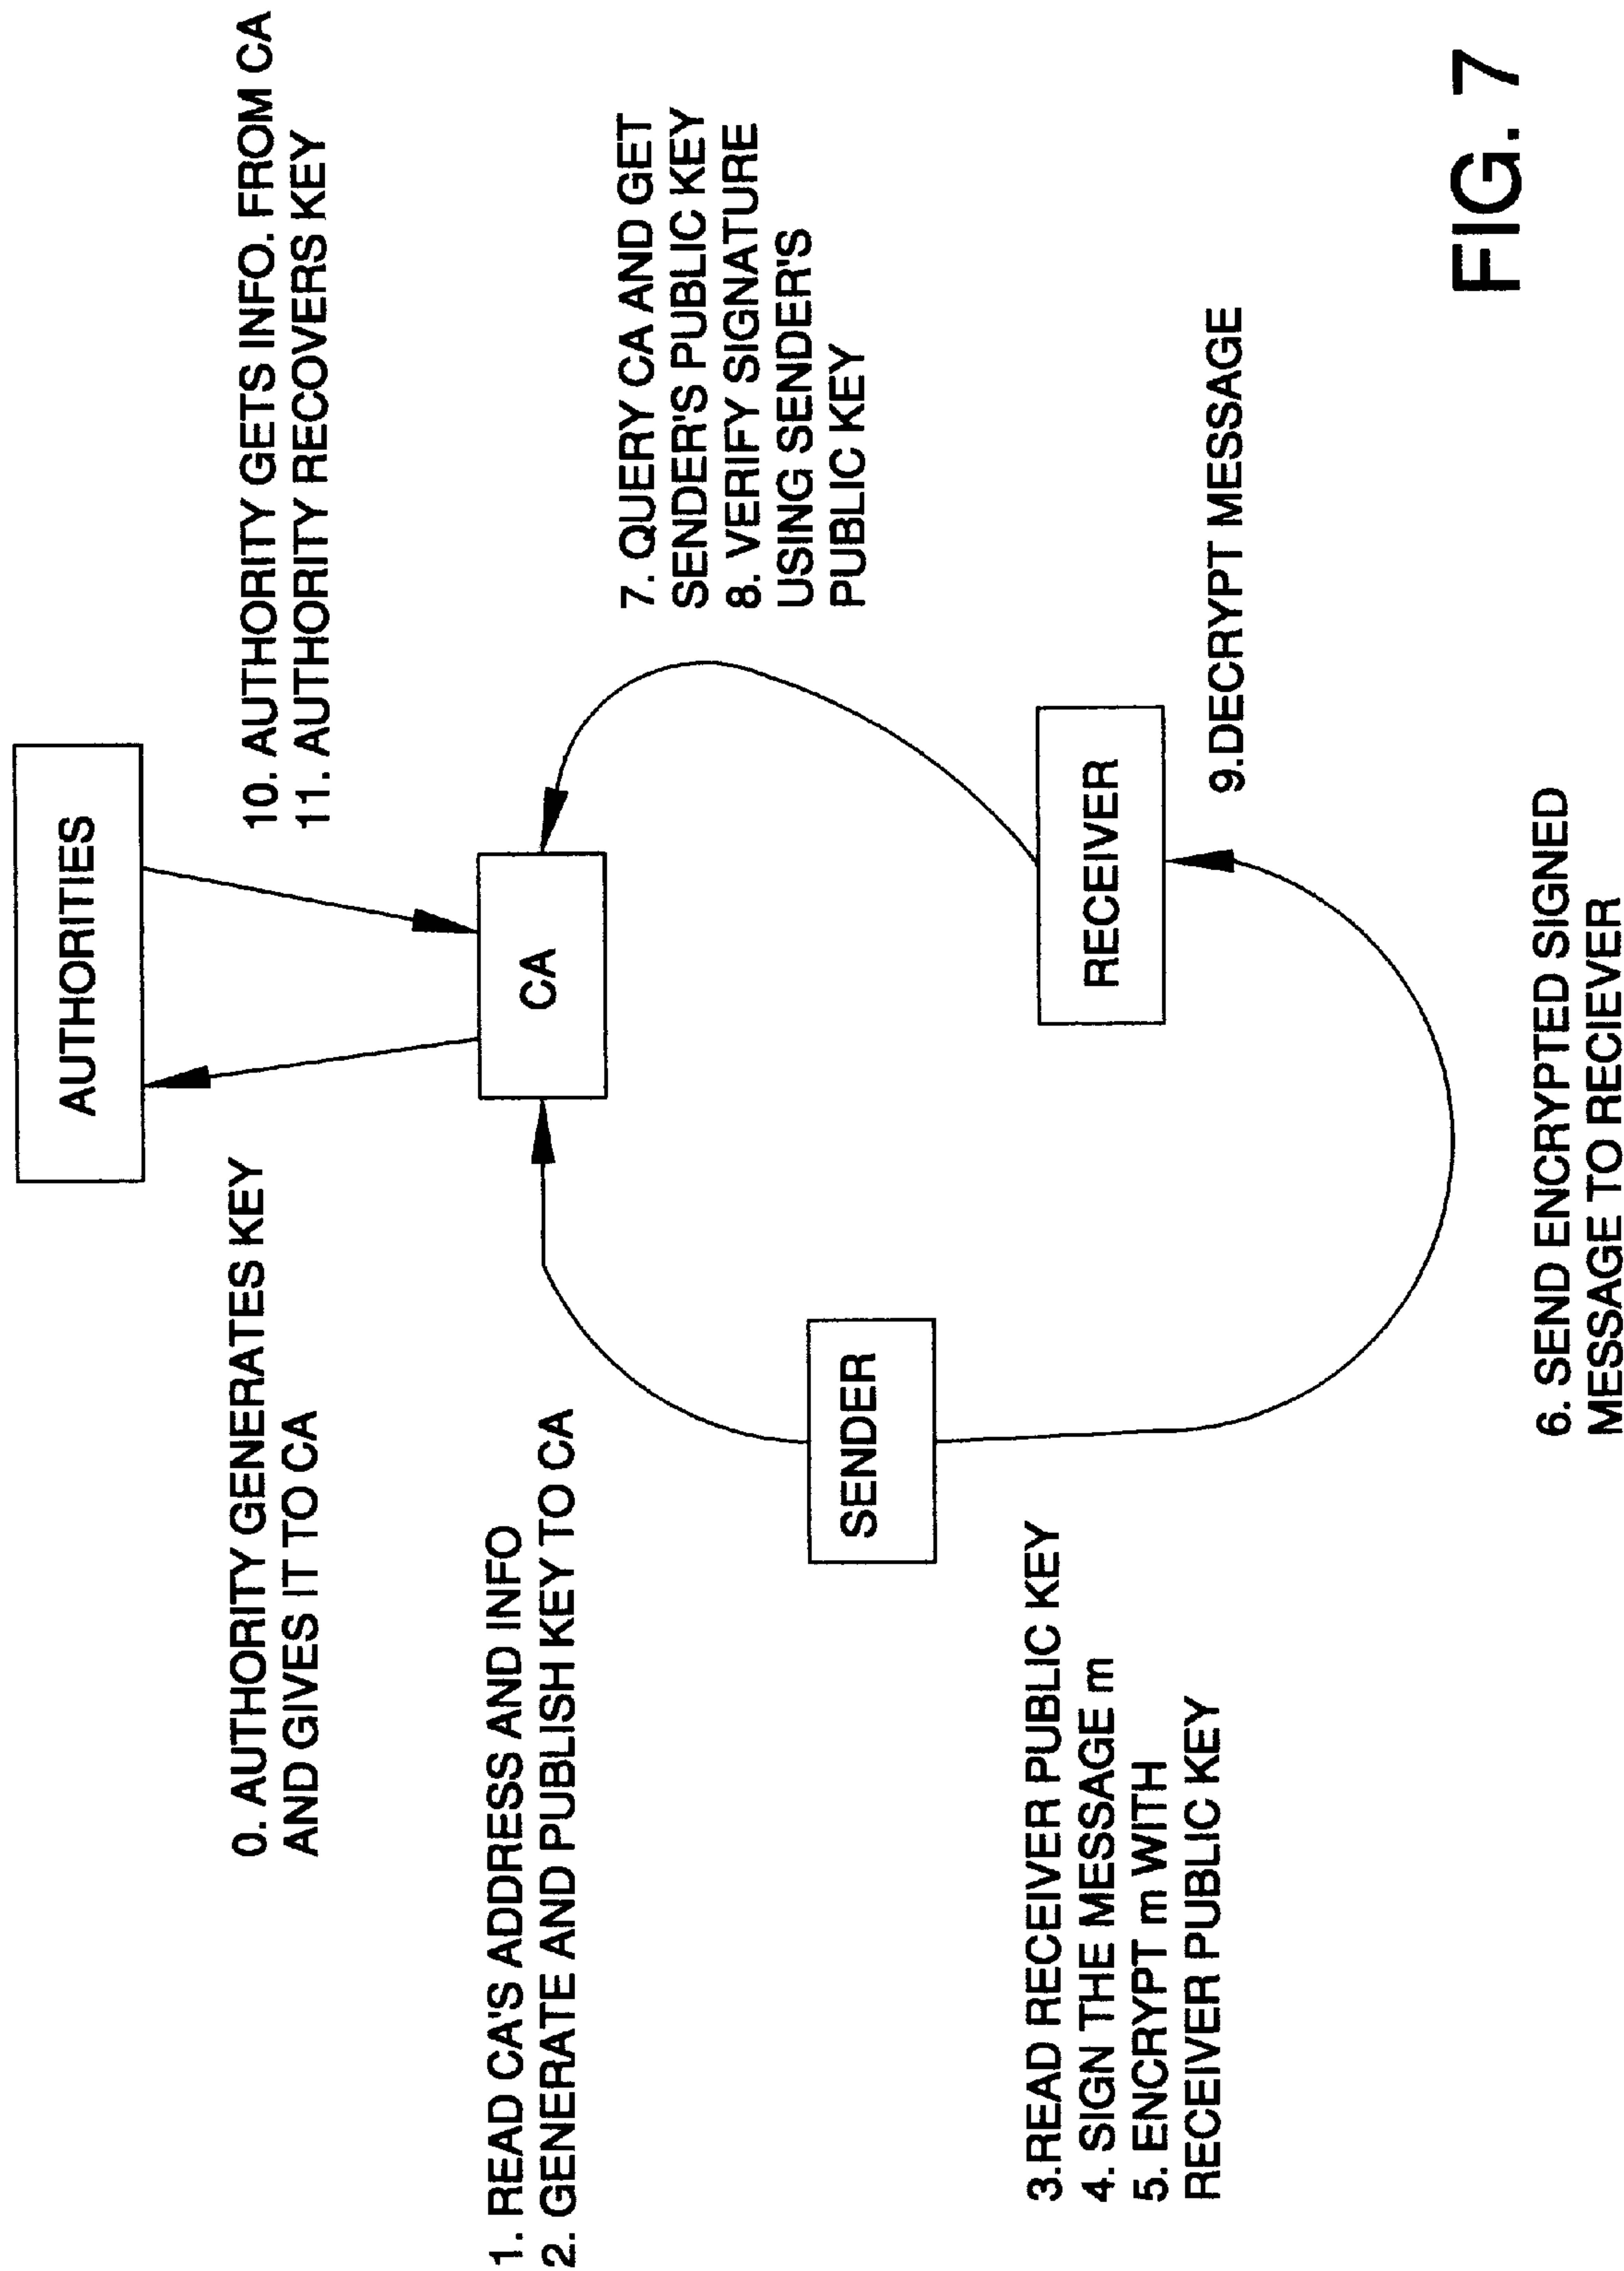 AUTHORITIES
0. AUTHORITY GENERATES KEY
AND GIVES IT TO CA
10. AUTHORITY GETS INFO. FROM CA
11. AUTHORITY RECOVERS KEY
CA
1. READ CA'S ADDRESS AND INFO
2. GENERATE AND PUBLISH KEY TO CA
7. QUERY CA AND GET
SENDER'S PUBLIC KEY
8. VERIFY SIGNATURE
USING SENDER'S
PUBLIC KEY
SENDER
RECEIVER
3.READ RECEIVER PUBLIC KEY
4. SIGN THE MESSAGE m
5. ENCRYPT m WITH
RECEIVER PUBLIC KEY
9.DECRYPT MESSAGE
6. SEND ENCRYPTED SIGNED
MESSAGE TO RECIEVER
FIG. 7